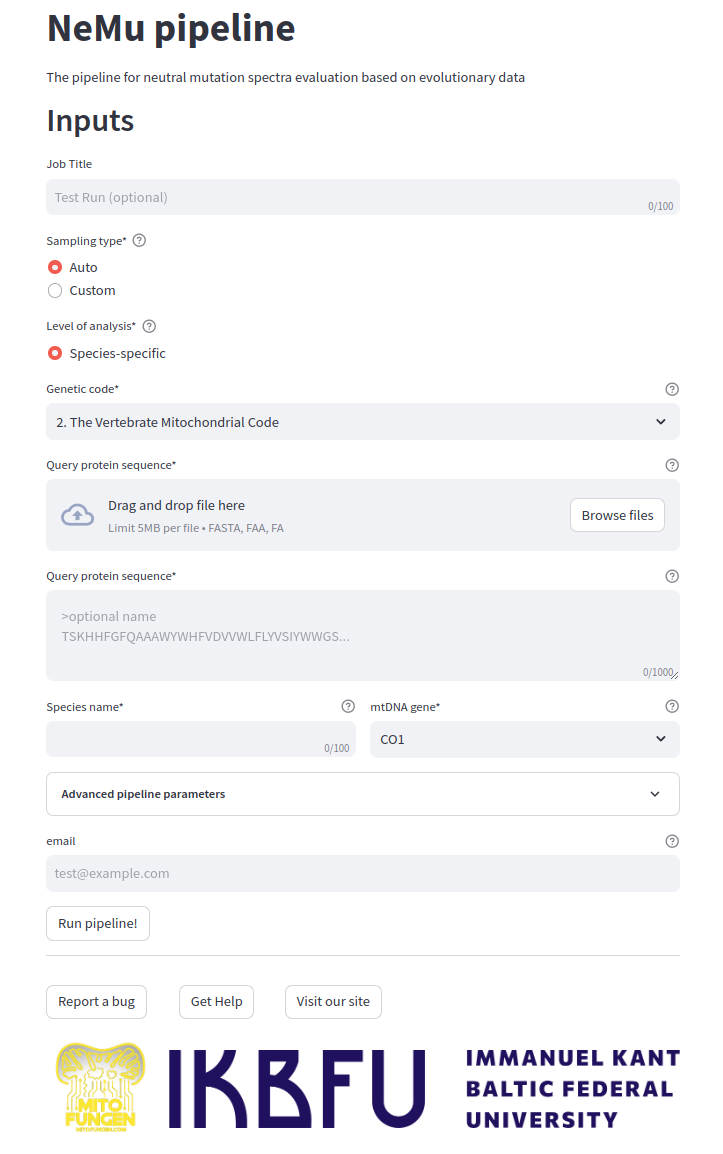 NeMu pipeline
The pipeline for neutral mutation spectra evaluation based on evolutionary data
Inputs
Job Title
Test Run (optional)
0/100
Sampling type*
Auto
Custom
Level of analysis*
Species-specific
Genetic code*
2. The Vertebrate Mitochondrial Code
Query protein sequence*
Drag and drop file here
Limit 5MB per file • FASTA, FAA, FA
Browse files
Query protein sequence*
>optional name
TSKHHFGFQAAAWYWHFVDVVWLFLYVSIYWWGS...
0/1000
Species name*
0/100
mtDNA gene*
CO1
Advanced pipeline parameters
email
test@example.com
Run pipeline!
Report a bug
Get Help
Visit our site
MITO
FUNGEN
IKBFU
IMMANUEL KANT
BALTIC FEDERAL
UNIVERSITY